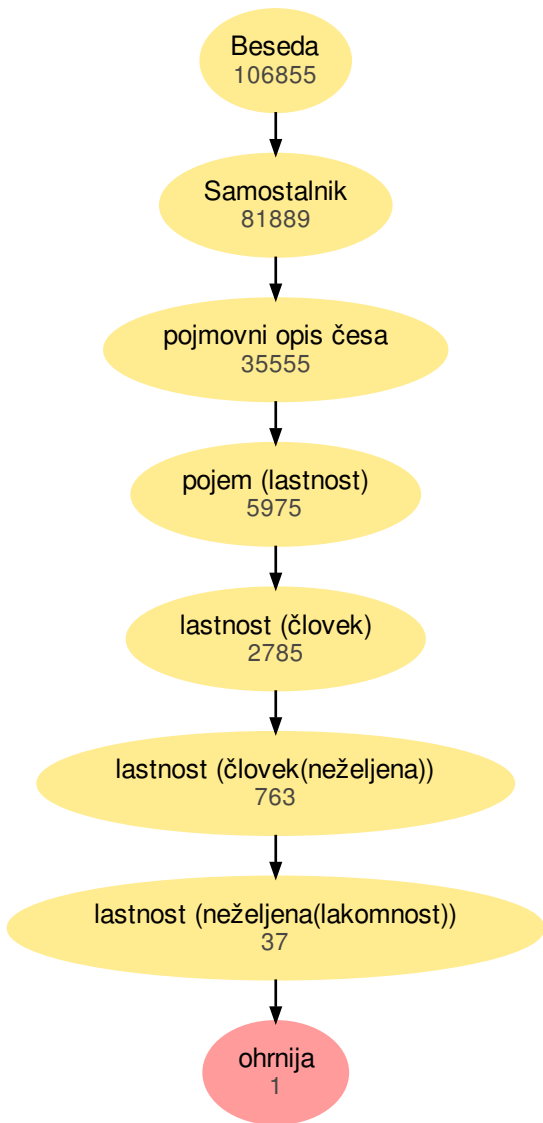 Beseda
106855
Samostalnik
81889
pojmovni opis česa
35555
pojem (lastnost)
5975
lastnost (človek)
2785
lastnost (človek(neželjena))
763
lastnost (neželjena(lakomnost))
37
ohrnija
1